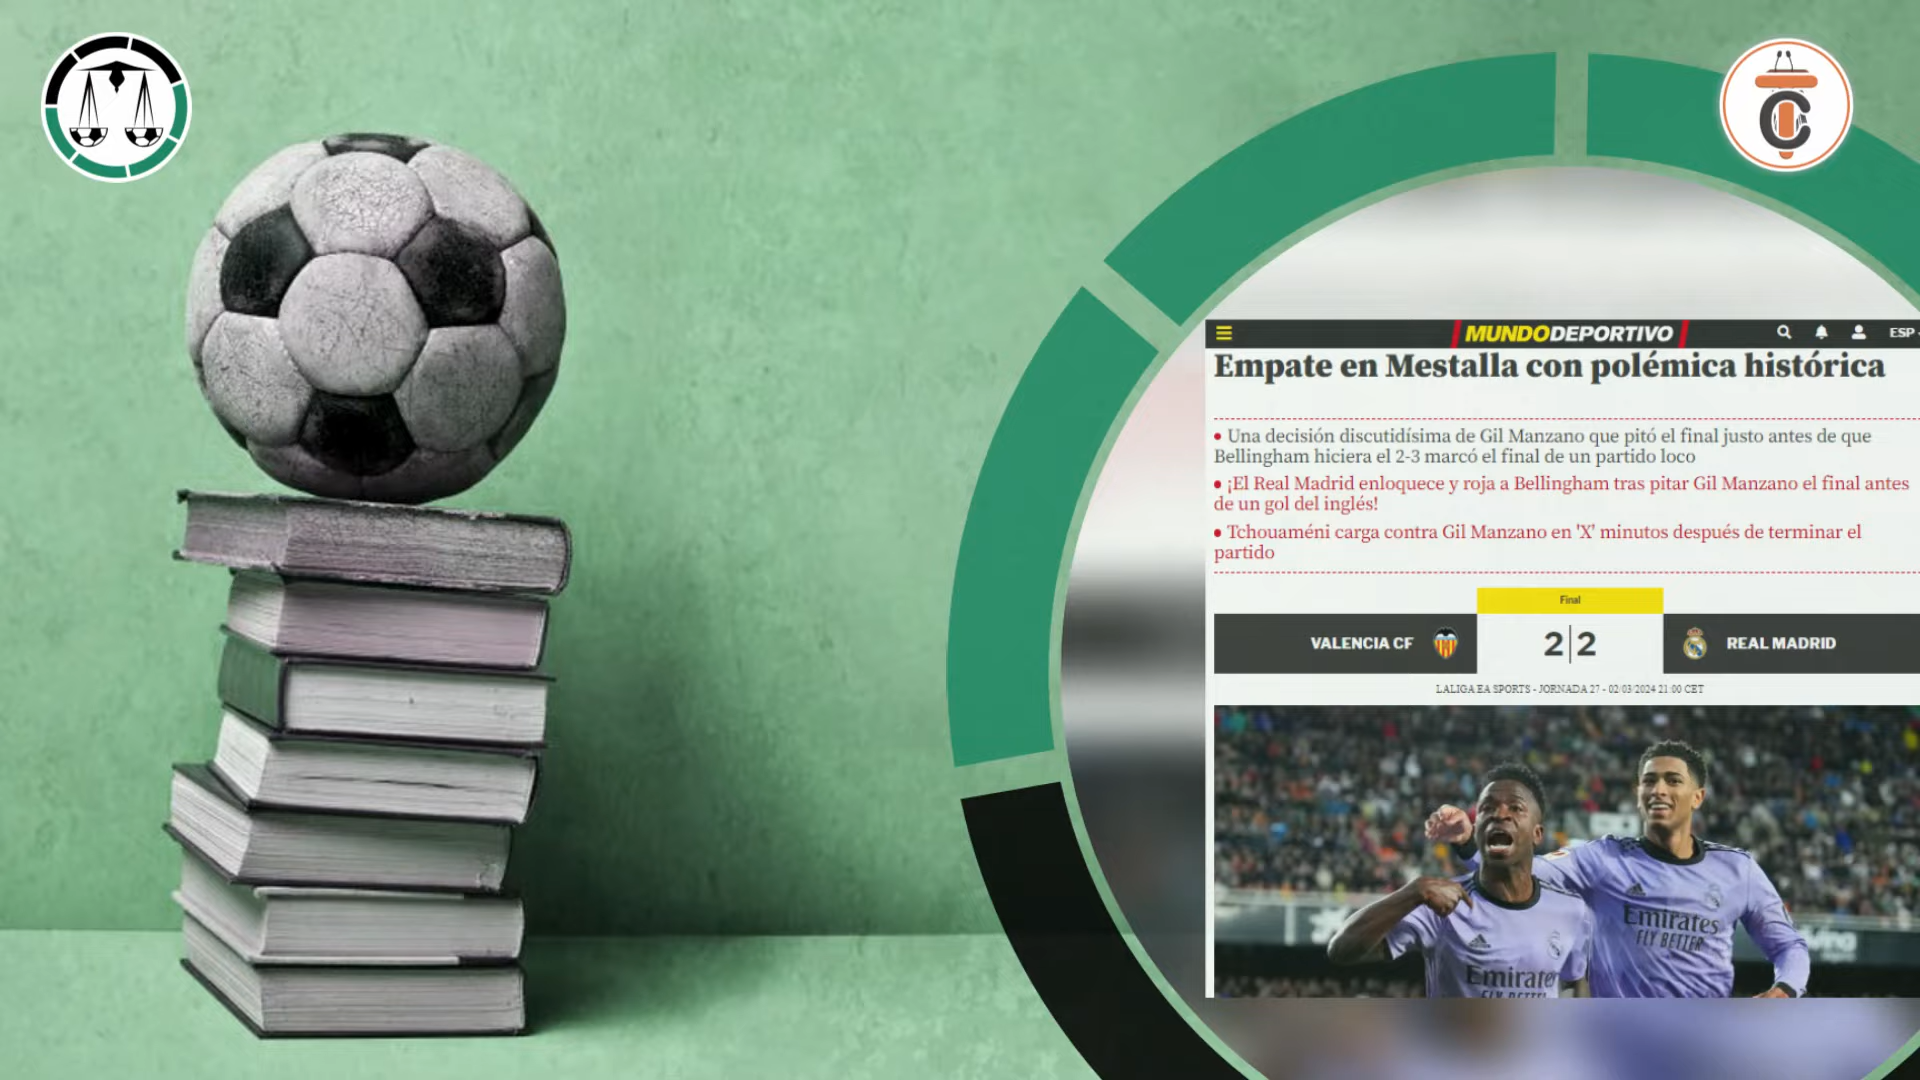 MUNDODEPORTIVO
ESP
Empate en Mestalla con polémica histórica
• Una decisión discutidísima de Gil Manzano que pitó el final justo antes de que
Bellingham hiciera el 2-3 marcó el final de un partido loco
• ¡El Real Madrid enloquece y roja a Bellingham tras pitar Gil Manzano el final antes
de un gol del inglés!
• Tchouaméni carga contra Gil Manzano en 'X' minutos después de terminar el
partido
Final
VALENCIA CF 2|2 REAL MADRID
LALIGA EA SPORTS - JORNADA 27 - 02/03/2024 21:00 CET
Emirates
FLY BETTER
Emirates
FLY BETTER